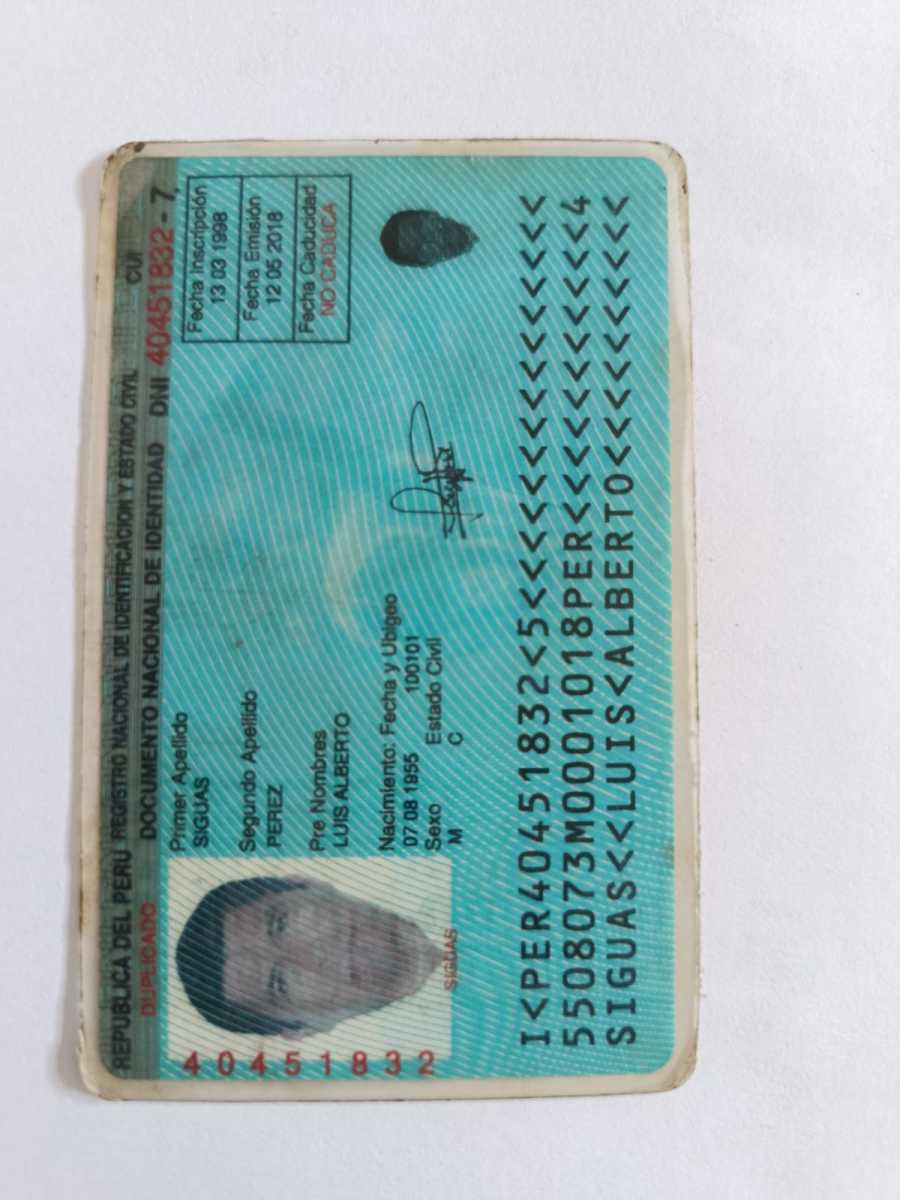 REPUBLICA DEL PERU REGISTRO NACIONAL DE IDENTIFICACION Y ESTADO CIVIL CUI
DUPLICADO DOCUMENTO NACIONAL DE IDENTIDAD DNI 40451832 - 7
Primer Apellido
SIGUAS
Segundo Apellido
PEREZ
Pre Nombres
LUIS ALBERTO
Nacimiento: Fecha y Ubigeo
07 08 1955 100101
Sexo Estado Civil
M C
Fecha Inscripción
13 03 1998
Fecha Emisión
12 05 2018
Fecha Caducidad
NO CADUCA
40451832
SIGUAS
I<PER40451832<5<<<<<<<<<<<<<<<
5508073M0001018PER<<<<<<<<<<<4
SIGUAS<<LUIS<ALBERTO<<<<<<<<<<